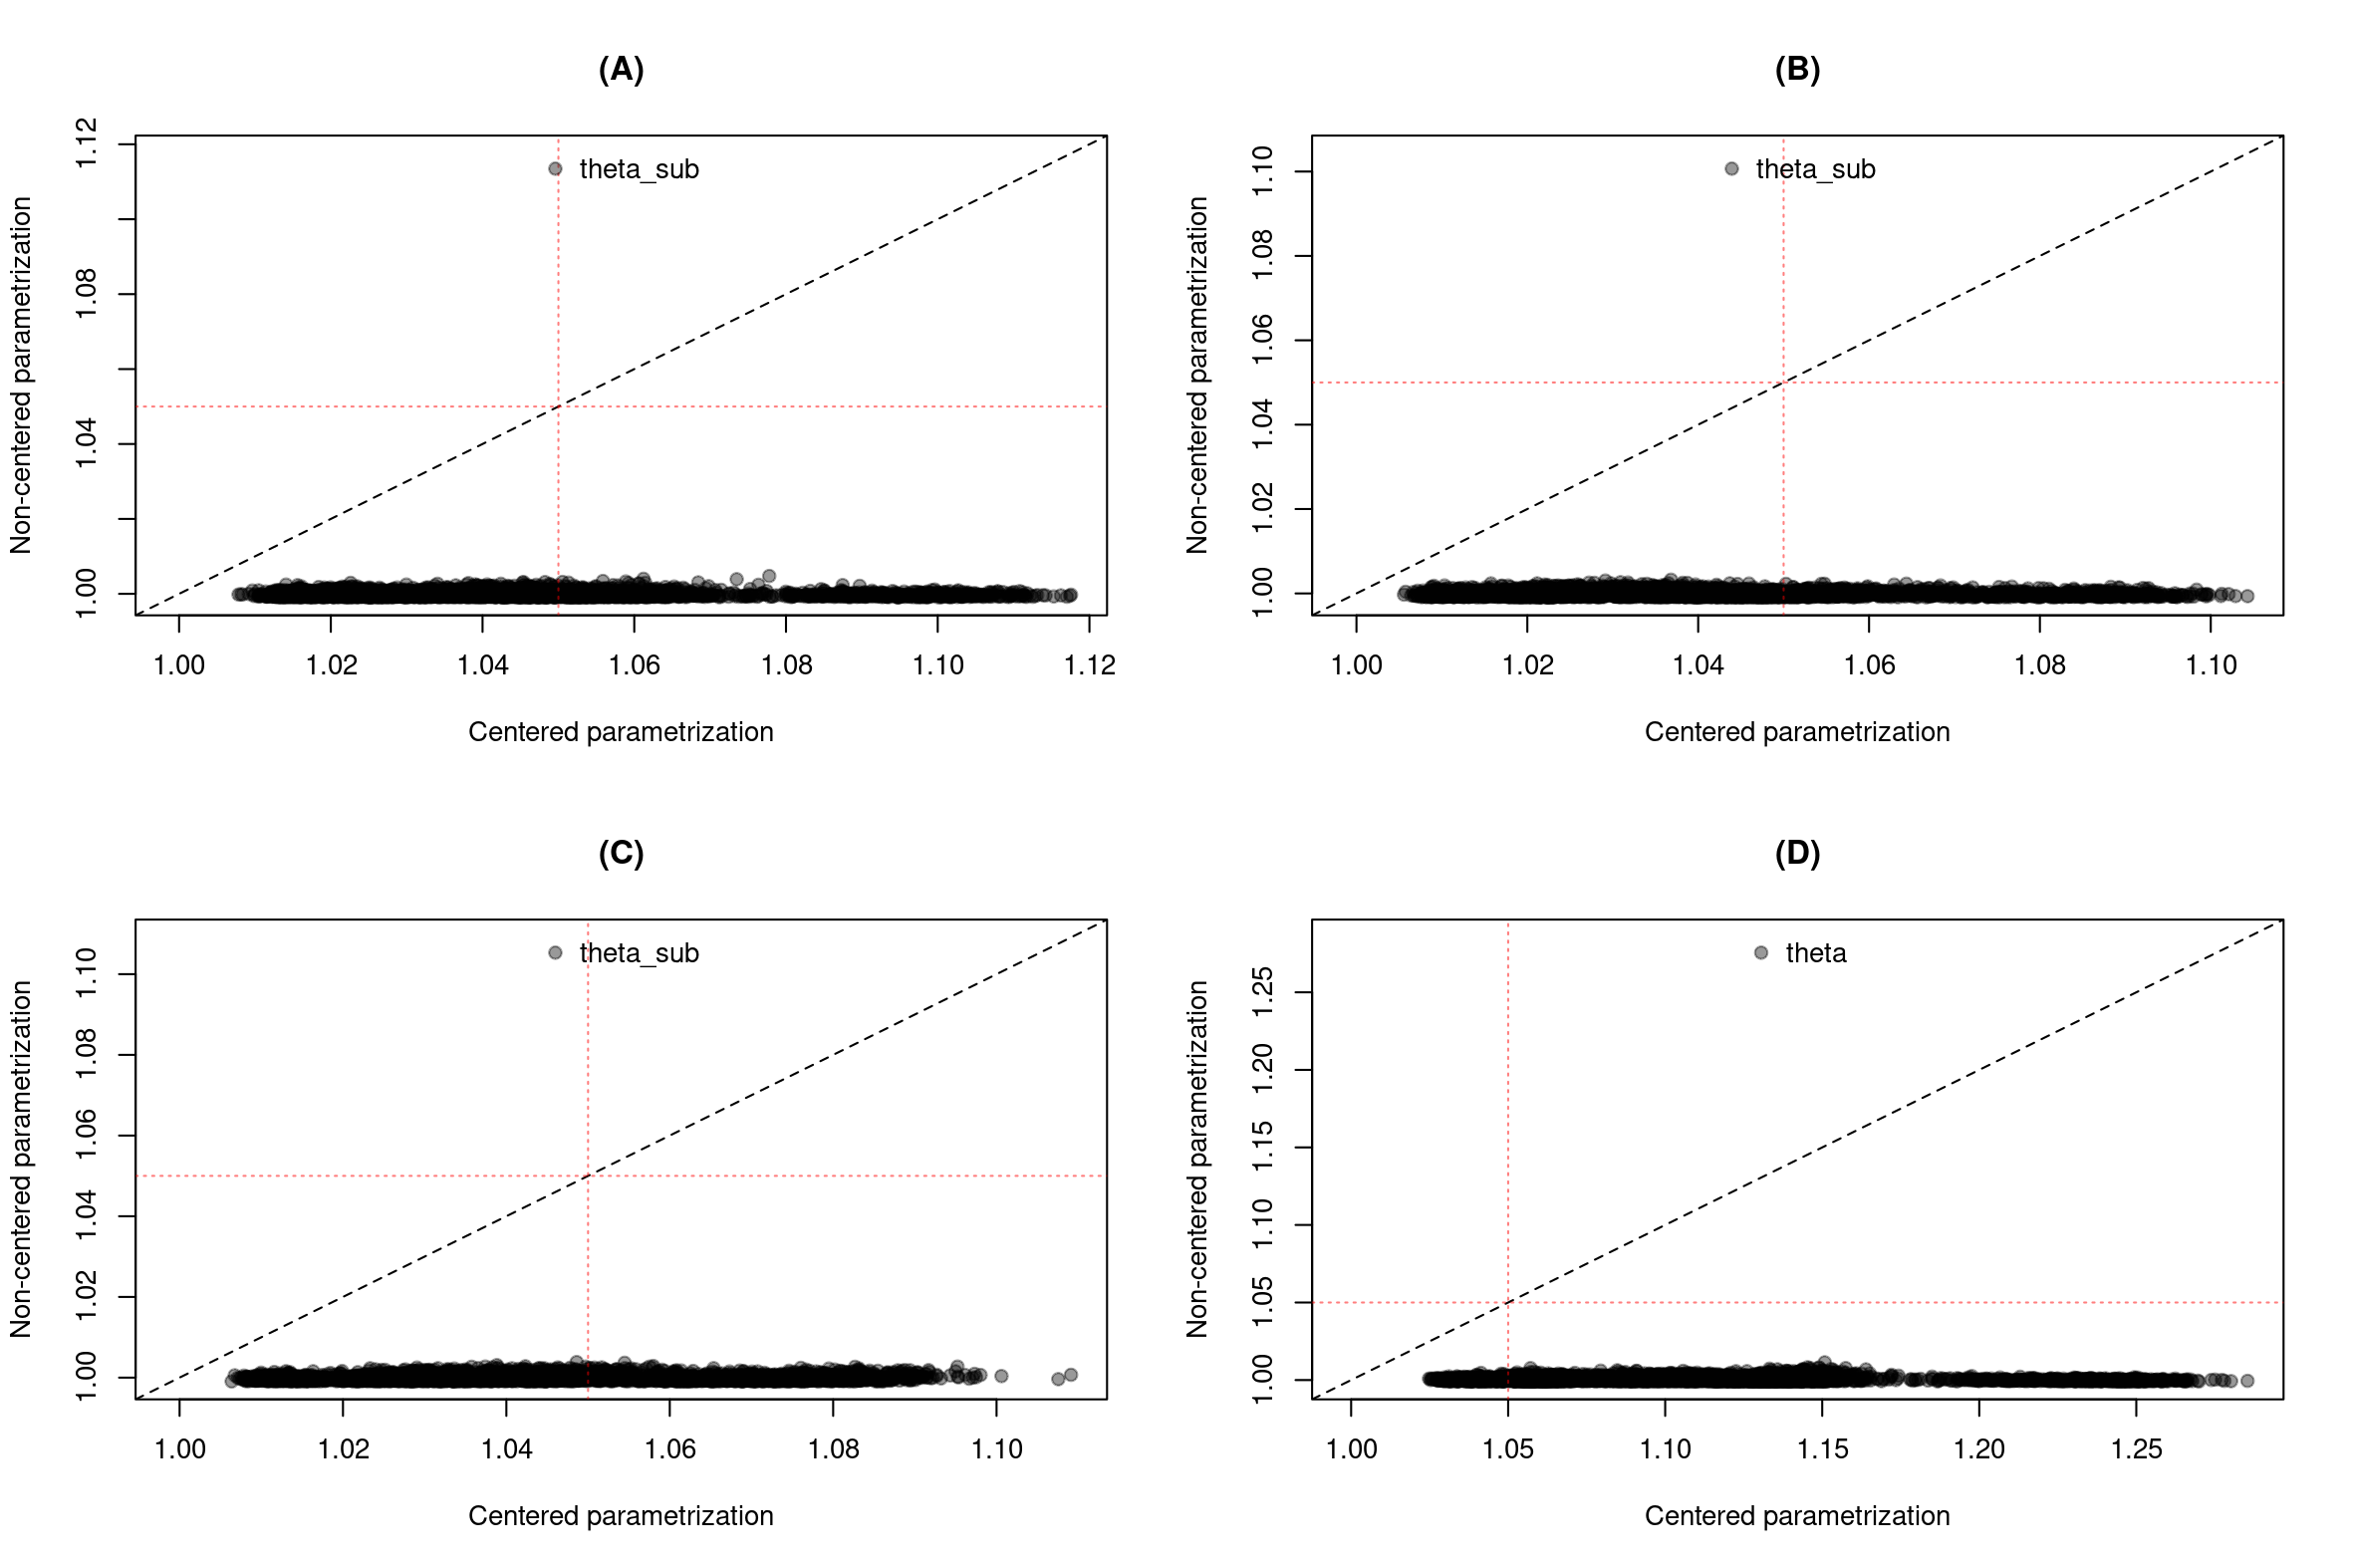 (A)
Non-centered parametrization
1.00 1.04 1.08 1.12
theta_sub
1.00 1.02 1.04 1.06 1.08 1.10 1.12
Centered parametrization
(B)
Non-centered parametrization
1.00 1.02 1.04 1.06 1.08 1.10
theta_sub
1.00 1.02 1.04 1.06 1.08 1.10
Centered parametrization
(C)
Non-centered parametrization
1.00 1.02 1.04 1.06 1.08 1.10
theta_sub
1.00 1.02 1.04 1.06 1.08 1.10
Centered parametrization
(D)
Non-centered parametrization
1.00 1.05 1.10 1.15 1.20 1.25
theta
1.00 1.05 1.10 1.15 1.20 1.25
Centered parametrization